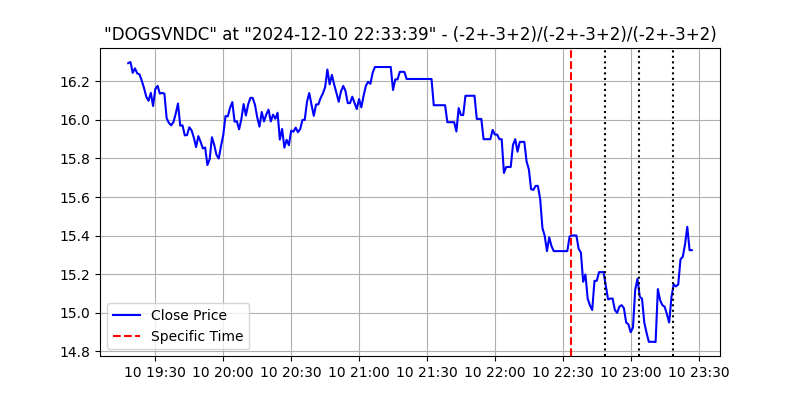 "DOGSVNDC" at "2024-12-10 22:33:39" - (-2+-3+2)/(-2+-3+2)/(-2+-3+2)
16.2
16.0
15.8
15.6
15.4
15.2
15.0
14.8
Close Price
Specific Time
10 19:30 10 20:00 10 20:30 10 21:00 10 21:30 10 22:00 10 22:30 10 23:00 10 23:30